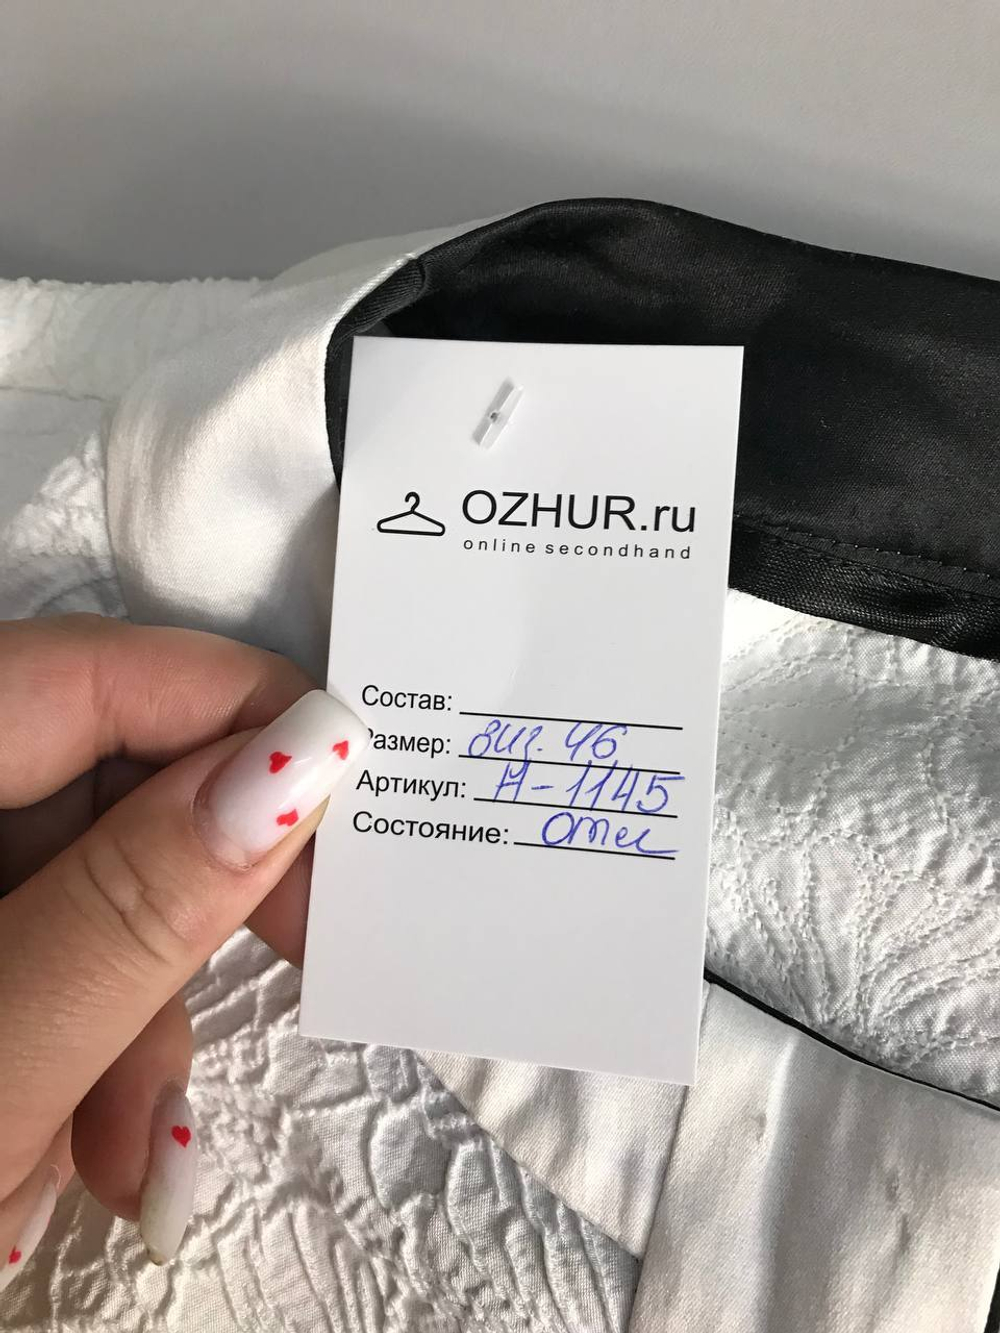 OZHUR.ru
online secondhand
Состав:
Размер: виз. 46
Артикул: Н-1145
Состояние: отл